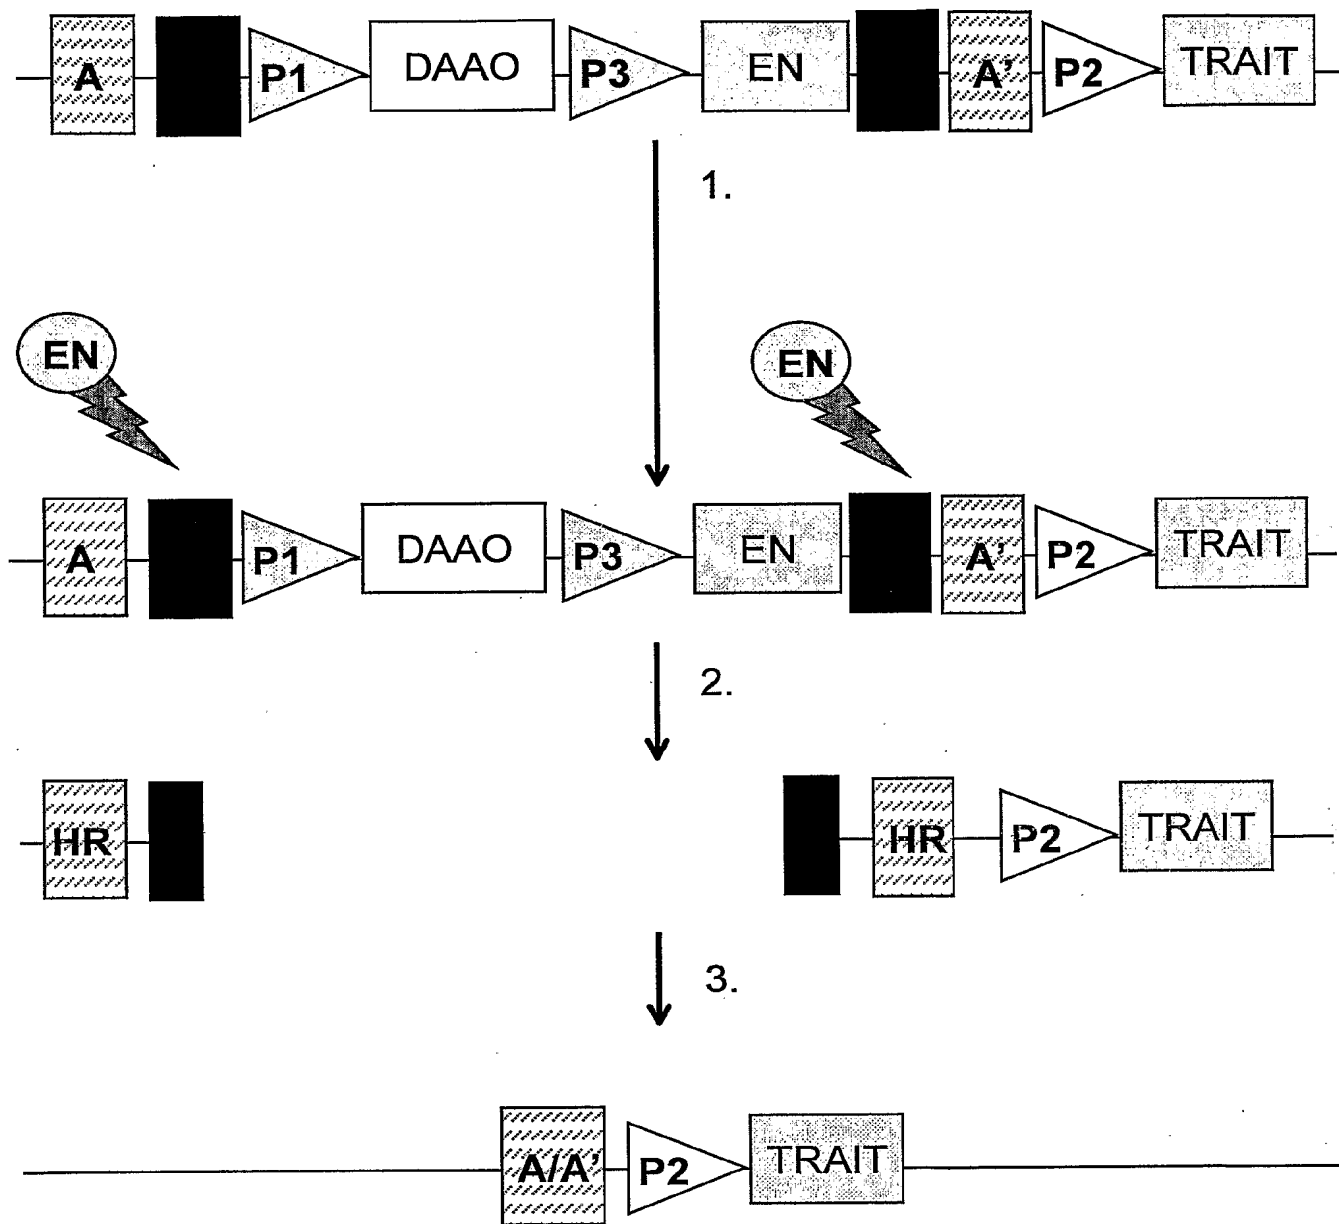 A P1 DAAO P3 EN A' P2 TRAIT
1.
EN EN
A P1 DAAO P3 EN A' P2 TRAIT
2.
HR HR P2 TRAIT
3.
A/A' P2 TRAIT